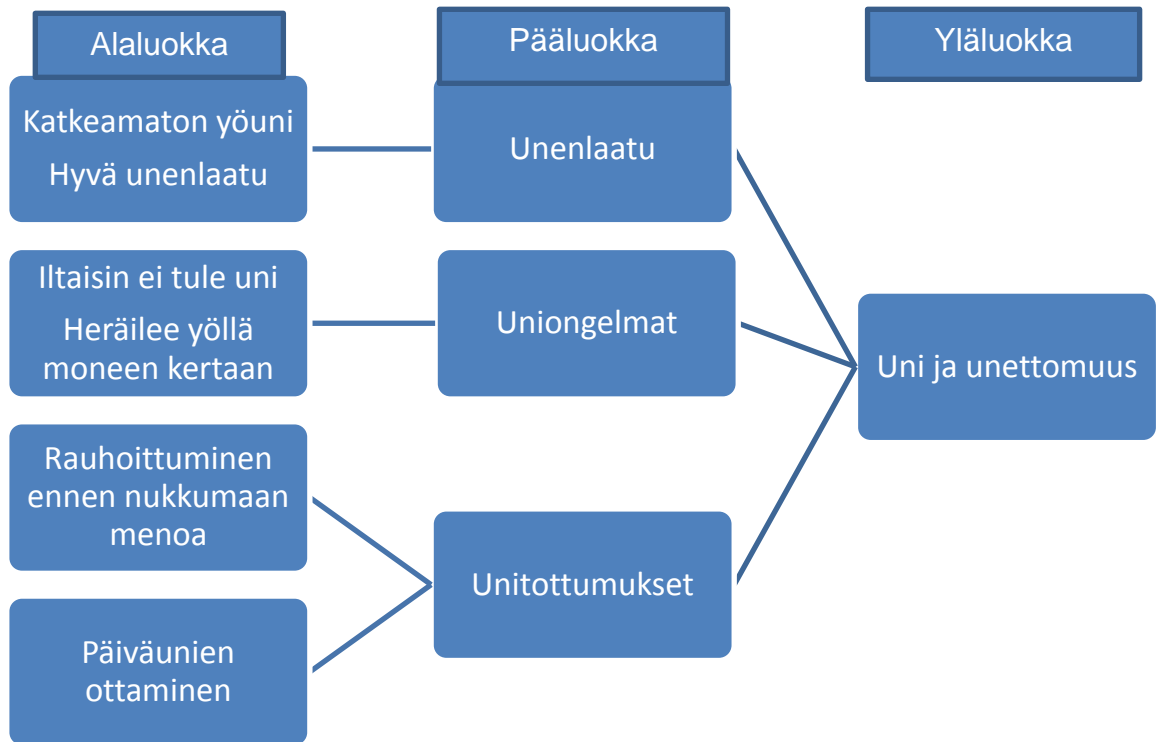 Alaluokka
Pääluokka
Yläluokka
Katkeamaton yöuni
Hyvä unenlaatu
Unenlaatu
Iltaisin ei tule uni
Heräilee yöllä
moneen kertaan
Uniongelmat
Uni ja unettomuus
Rauhoittuminen
ennen nukkumaan
menoa
Unitottumukset
Päiväunien
ottaminen